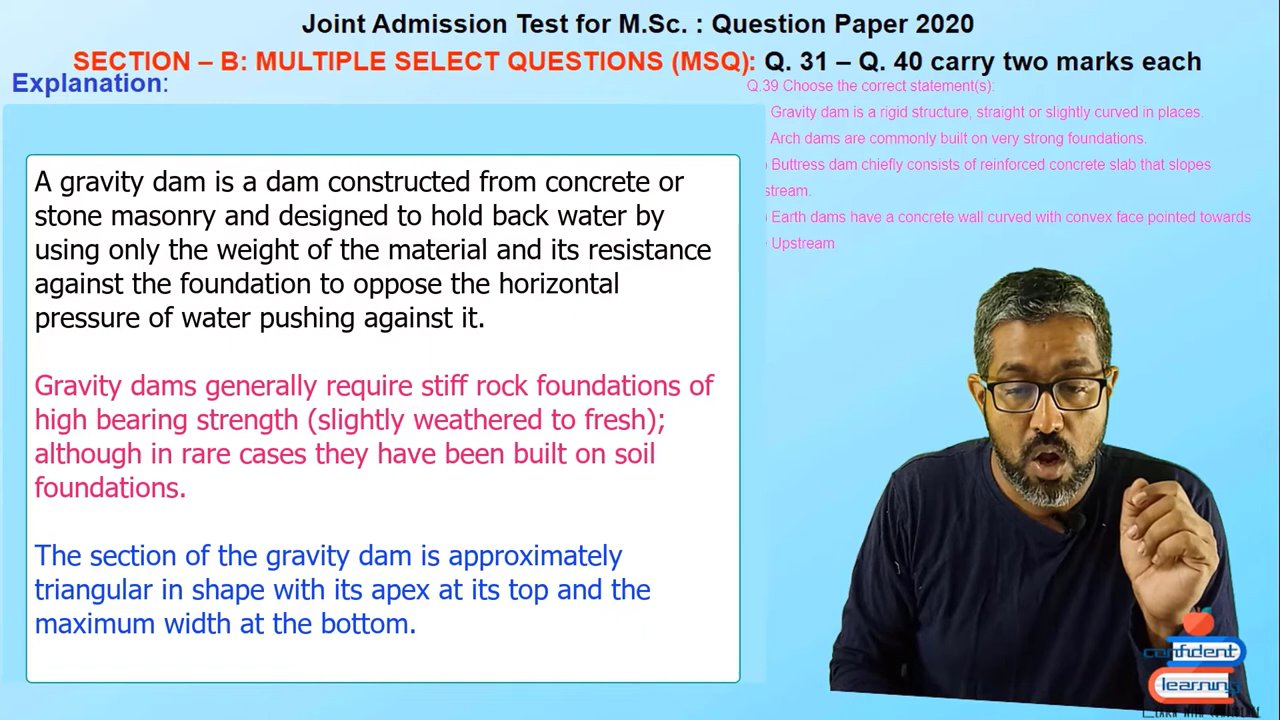 Joint Admission Test for M.Sc. : Question Paper 2020
SECTION – B: MULTIPLE SELECT QUESTIONS (MSQ): Q. 31 – Q. 40 carry two marks each
Explanation:
Q.39 Choose the correct statement(s):
Gravity dam is a rigid structure, straight or slightly curved in places.
Arch dams are commonly built on very strong foundations.
) Buttress dam chiefly consists of reinforced concrete slab that slopes
stream.
) Earth dams have a concrete wall curved with convex face pointed towards
Upstream
A gravity dam is a dam constructed from concrete or
stone masonry and designed to hold back water by
using only the weight of the material and its resistance
against the foundation to oppose the horizontal
pressure of water pushing against it.
Gravity dams generally require stiff rock foundations of
high bearing strength (slightly weathered to fresh);
although in rare cases they have been built on soil
foundations.
The section of the gravity dam is approximately
triangular in shape with its apex at its top and the
maximum width at the bottom.
confident
learning